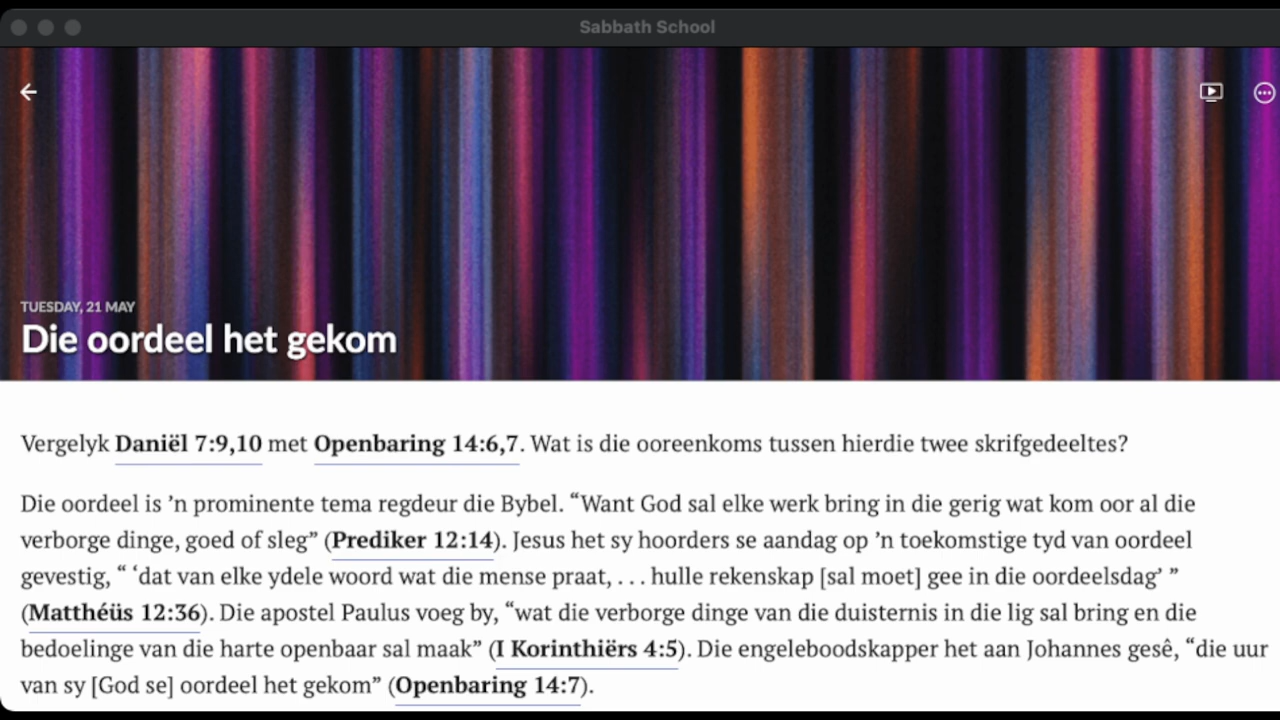 Sabbath School
TUESDAY, 21 MAY
Die oordeel het gekom
Vergelyk Daniël 7:9,10 met Openbaring 14:6,7. Wat is die ooreenkoms tussen hierdie twee skrifgedeeltes?
Die oordeel is ’n prominente tema regdeur die Bybel. “Want God sal elke werk bring in die gerig wat kom oor al die
verborge dinge, goed of sleg” (Prediker 12:14). Jesus het sy hoorders se aandag op ’n toekomstige tyd van oordeel
gevestig, “ ‘dat van elke ydele woord wat die mense praat, . . . hulle rekenskap [sal moet] gee in die oordeelsdag’ ”
(Matthéüs 12:36). Die apostel Paulus voeg by, “wat die verborge dinge van die duisternis in die lig sal bring en die
bedoelinge van die harte openbaar sal maak” (I Korinthiërs 4:5). Die engeleboodskapper het aan Johannes gesê, “die uur
van sy [God se] oordeel het gekom” (Openbaring 14:7).